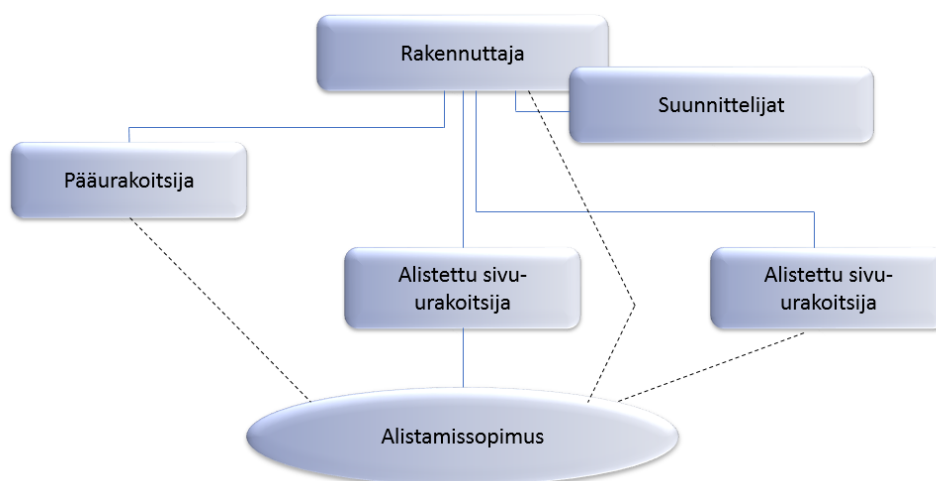 Rakennuttaja
Suunnittelijat
Pääurakoitsija
Alistettu sivu-
urakoitsija
Alistettu sivu-
urakoitsija
Alistamissopimus